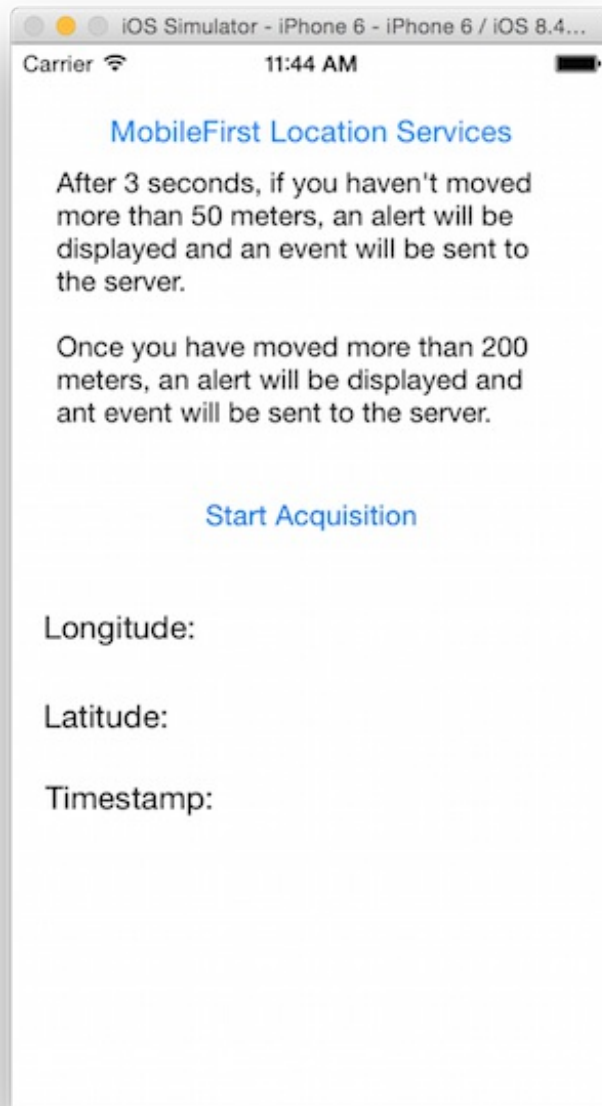 iOS Simulator - iPhone 6 - iPhone 6 / iOS 8.4...
Carrier 11:44 AM
MobileFirst Location Services
After 3 seconds, if you haven't moved
more than 50 meters, an alert will be
displayed and an event will be sent to
the server.
Once you have moved more than 200
meters, an alert will be displayed and
ant event will be sent to the server.
Start Acquisition
Longitude:
Latitude:
Timestamp: